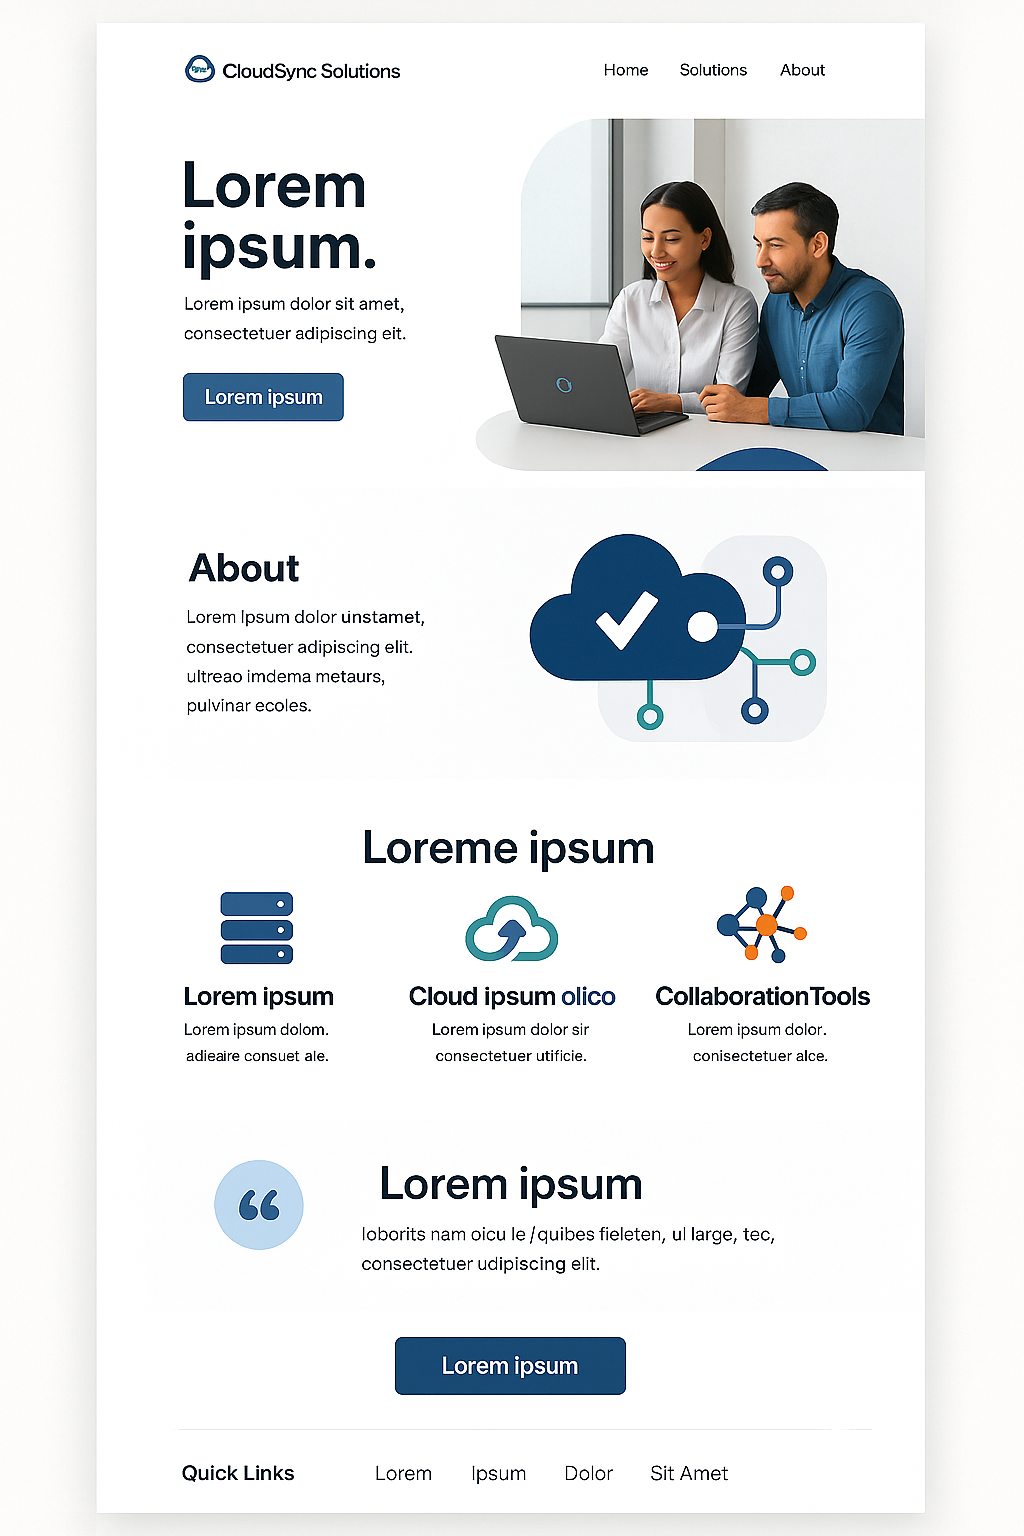 CloudSync Solutions
Home Solutions About
Lorem
ipsum.
Lorem ipsum dolor sit amet,
consectetuer adipiscing eit.
Lorem ipsum
About
Lorem Ipsum dolor unstamet,
consectetuer adipiscing elit.
ultreao imdema metaurs,
pulvinar ecoles.
Loreme ipsum
Lorem ipsum
Lorem ipsum dolom.
adieaire consuet ale.
Cloud ipsum olico
Lorem ipsum dolor sir
consectetuer utificie.
CollaborationTools
Lorem ipsum dolor.
conisectetuer alce.
“
Lorem ipsum
loborits nam oicu le/quibes fieleten, ul large, tec,
consectetuer udipiscing elit.
Lorem ipsum
Quick Links Lorem Ipsum Dolor Sit Amet